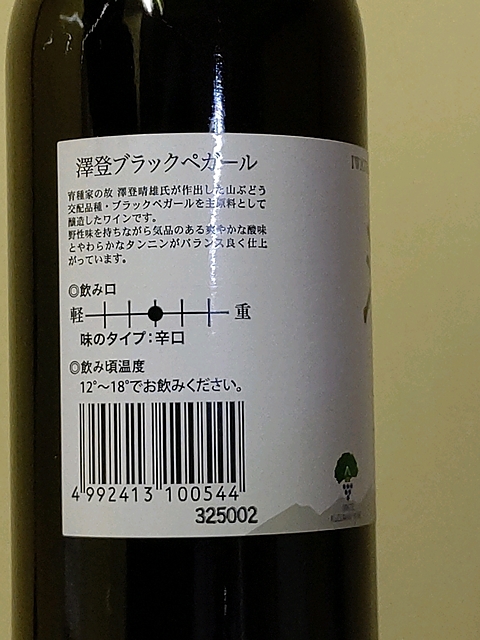 澤登ブラックペガール
育種家の故 澤登晴雄氏が作出した山ぶどう
交配品種・ブラックペガールを主原料として
醸造したワインです。
野性味を持ちながら気品のある爽やかな酸味
とやわらかなタンニンがバランス良く仕上
がっています。
◎飲み口
軽 重
味のタイプ：辛口
◎飲み頃温度
12°〜18°でお飲みください。
4 992413 100544
325002